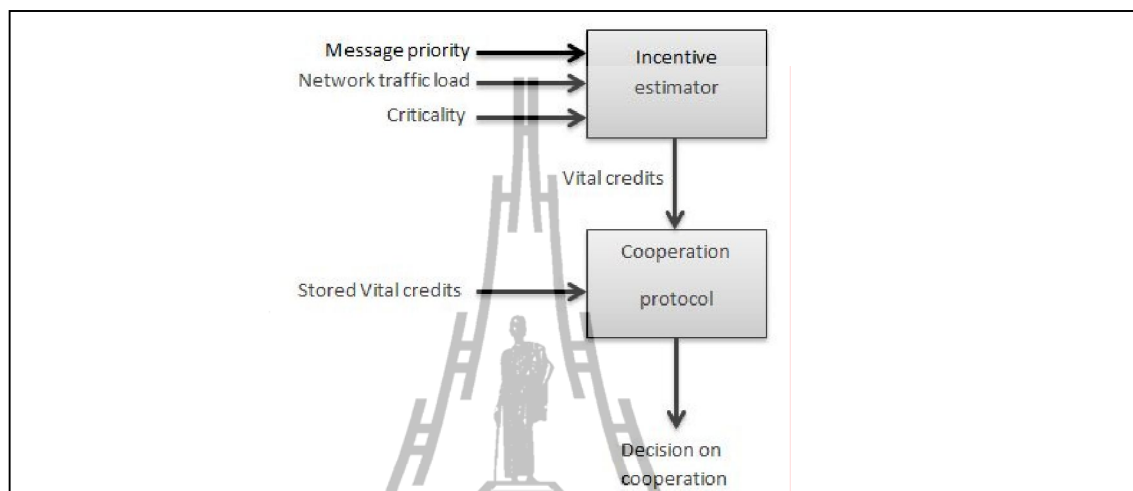 Message priority
Network traffic load
Criticality
Incentive
estimator
Vital credits
Cooperation
protocol
Stored Vital credits
Decision on
cooperation